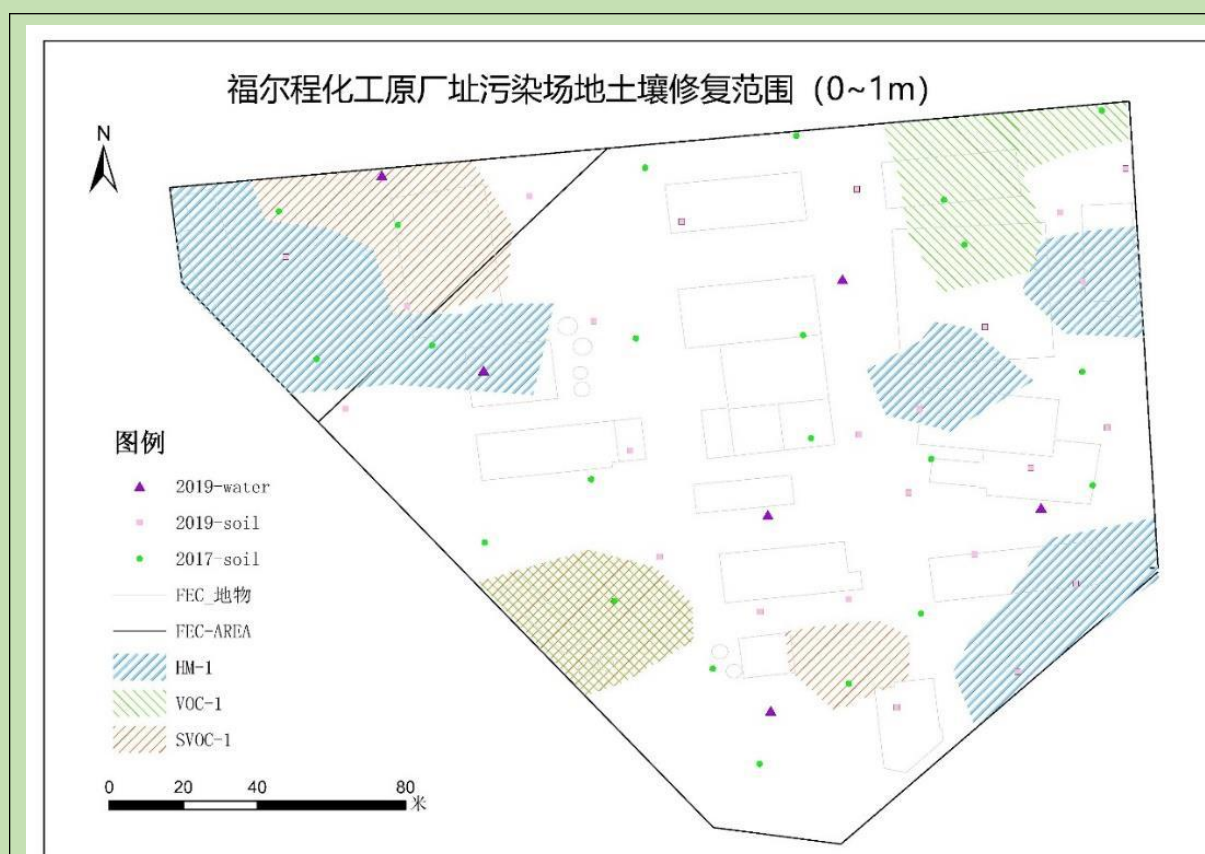 福尔程化工原厂址污染场地土壤修复范围（0~1m）
N
图例
2019-water
2019-soil
2017-soil
FEC_地物
FEC-AREA
HM-1
VOC-1
SVOC-1
0 20 40 80
米